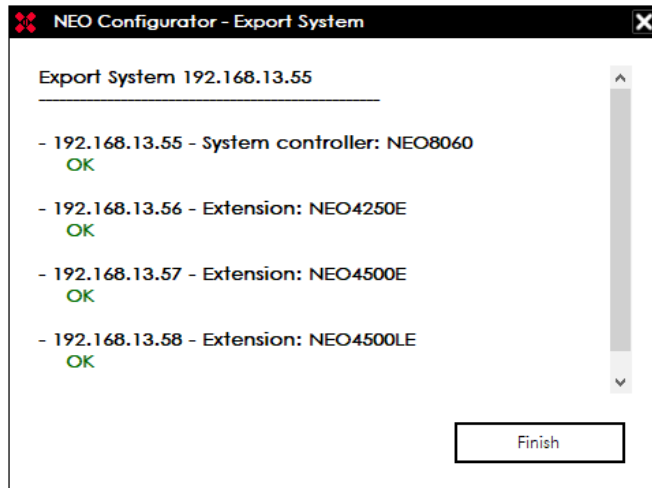 NEO Configurator - Export System
Export System 192.168.13.55
--------------------------------------------------
- 192.168.13.55 - System controller: NEO8060
OK
- 192.168.13.56 - Extension: NEO4250E
OK
- 192.168.13.57 - Extension: NEO4500E
OK
- 192.168.13.58 - Extension: NEO4500LE
OK
Finish